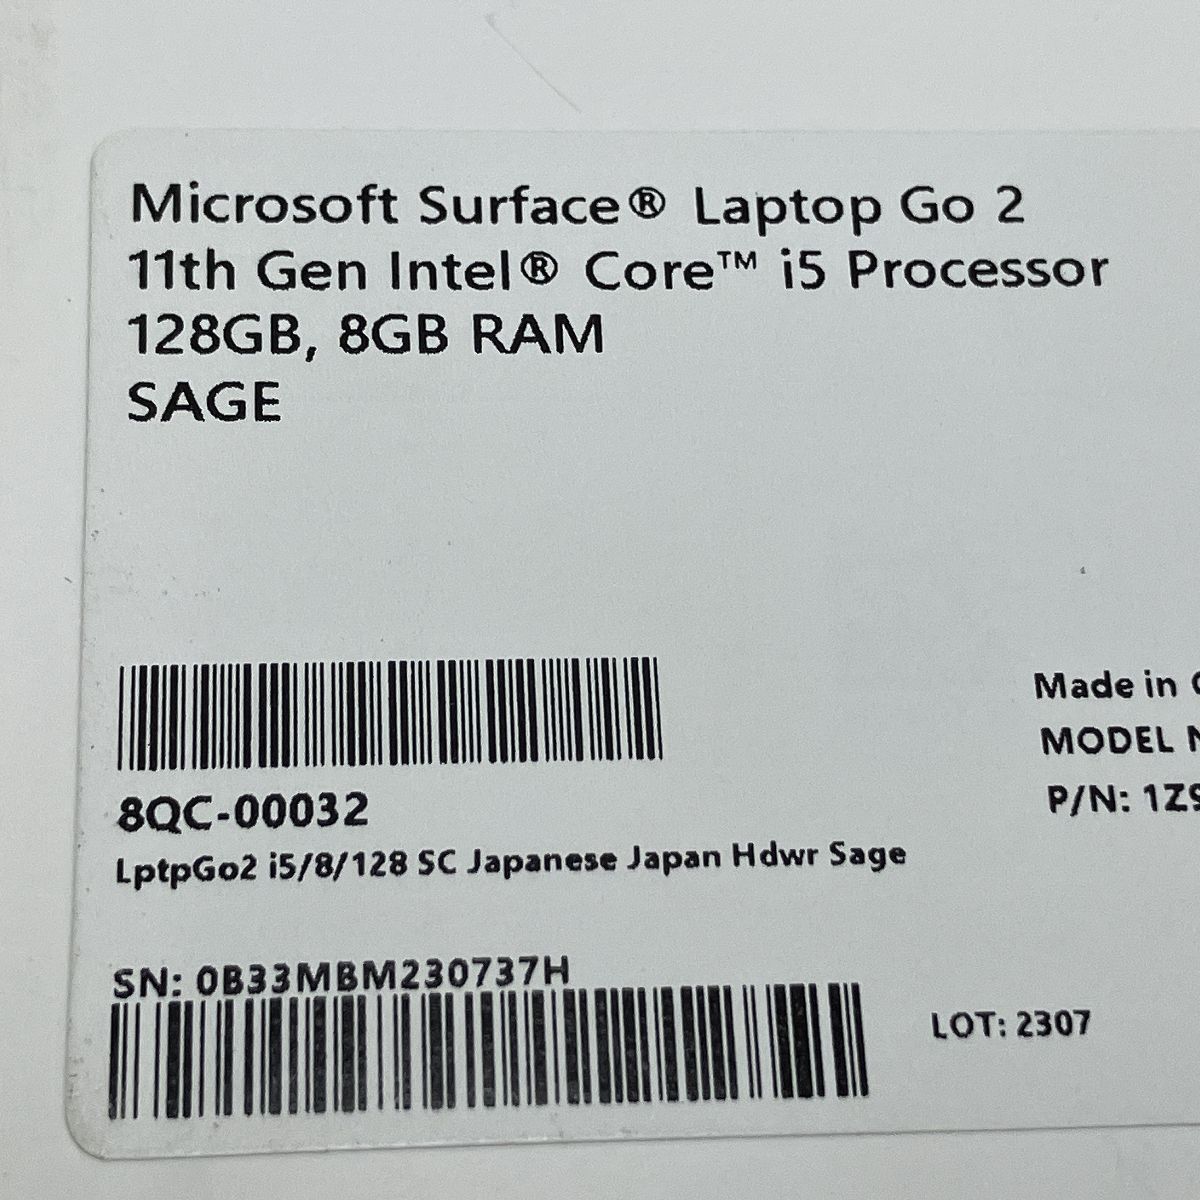 Microsoft Surface® Laptop Go 2
11th Gen Intel® Core™ i5 Processor
128GB, 8GB RAM
SAGE
Made in
MODEL
8QC-00032
P/N: 1Z9
LptpGo2 i5/8/128 SC Japanese Japan Hdwr Sage
SN: 0B33MBM230737H
LOT: 2307